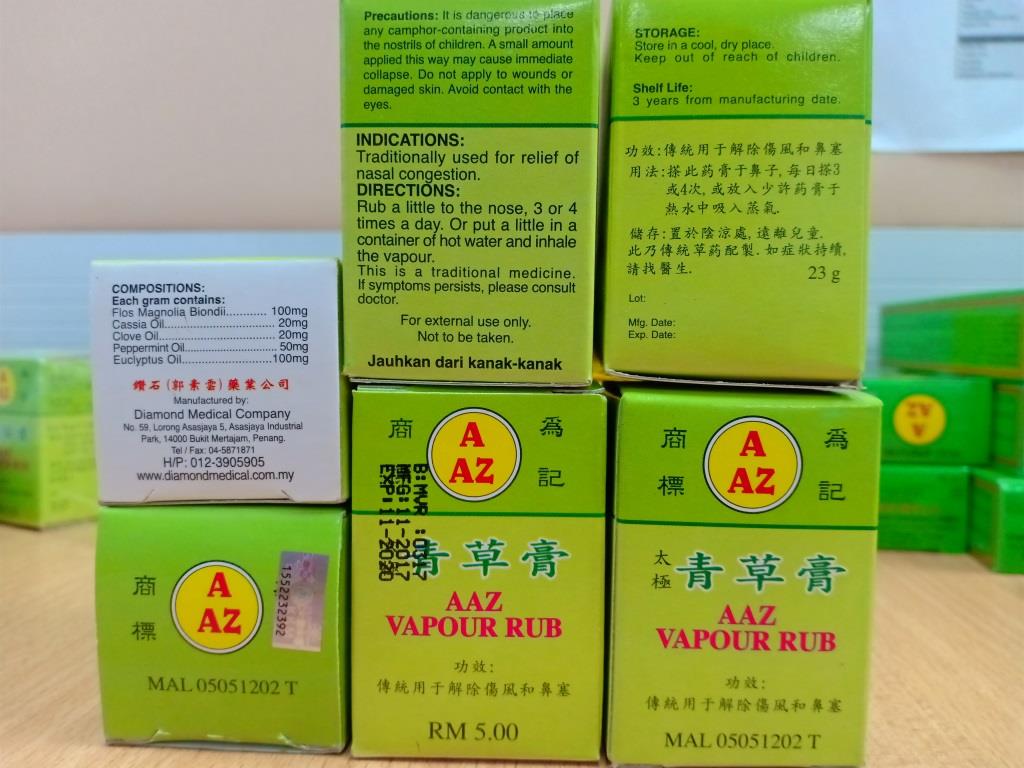 Precautions: It is dangerous to place
any camphor-containing product into
the nostrils of children. A small amount
applied this way may cause immediate
collapse. Do not apply to wounds or
damaged skin. Avoid contact with the
eyes.
INDICATIONS:
Traditionally used for relief of
nasal congestion.
DIRECTIONS:
Rub a little to the nose, 3 or 4
times a day. Or put a little in a
container of hot water and inhale
the vapour.
This is a traditional medicine.
If symptoms persists, please consult
doctor.
For external use only.
Not to be taken.
Jauhkan dari kanak-kanak
STORAGE:
Store in a cool, dry place.
Keep out of reach of children.
Shelf Life:
3 years from manufacturing date.
功效:傳統用于解除傷風和鼻塞
用法:搽此药膏于鼻子,每日搽3
或4次,或放入少許药膏于
熱水中吸入蒸氣.
儲存:置於陰涼處,遠離兒童.
此乃傳統草药配製.如症狀持續,
請找醫生.
23 g
Lot:
Mfg. Date:
Exp. Date:
COMPOSITIONS:
Each gram contains:
Flos Magnolia Biondii............ 100mg
Cassia Oil............................... 20mg
Clove Oil................................ 20mg
Peppermint Oil........................ 50mg
Euclyptus Oil.........................100mg
鑽石(郭素雲)藥業公司
Manufactured by:
Diamond Medical Company
No. 59, Lorong Asasjaya 5, Asasjaya Industrial
Park, 14000 Bukit Mertajam, Penang.
Tel / Fax: 04-5871871
H/P: 012-3905905
www.diamondmedical.com.my
商標
A
AZ
1552232392
MAL 05051202 T
商標
A
AZ
為記
B:MVR :0317
MFG:11-2017
EXP:11-2020
青草膏
AAZ
VAPOUR RUB
功效:
傳統用于解除傷風和鼻塞
RM 5.00
商標
A
AZ
為記
太極
青草膏
AAZ
VAPOUR RUB
功效:
傳統用于解除傷風和鼻塞
MAL 05051202 T
A
AZ